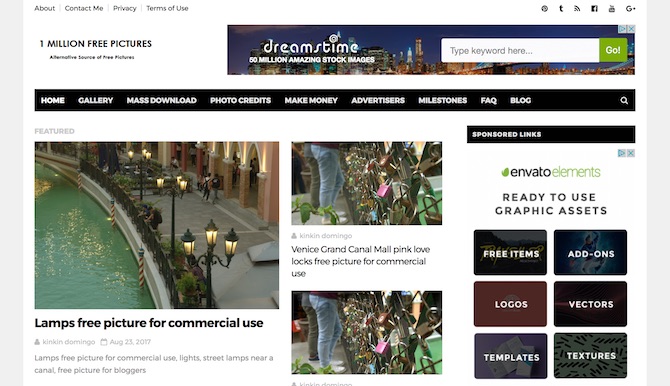 About Contact Me Privacy Terms of Use
1 MILLION FREE PICTURES
Alternative Source of Free Pictures
dreamstime
50 MILLION AMAZING STOCK IMAGES
Type keyword here...
Go!
HOME GALLERY MASS DOWNLOAD PHOTO CREDITS MAKE MONEY ADVERTISERS MILESTONES FAQ BLOG
FEATURED
Lamps free picture for commercial use
kinkin domingo Aug 23, 2017
Lamps free picture for commercial use, lights, street lamps near a
canal, free picture for bloggers
kinkin domingo
Venice Grand Canal Mall pink love
locks free picture for commercial
use
kinkin domingo
SPONSORED LINKS
envatoelements
READY TO USE
GRAPHIC ASSETS
FREE ITEMS
ADD-ONS
LOGOS
VECTORS
TEMPLATES
TEXTURES